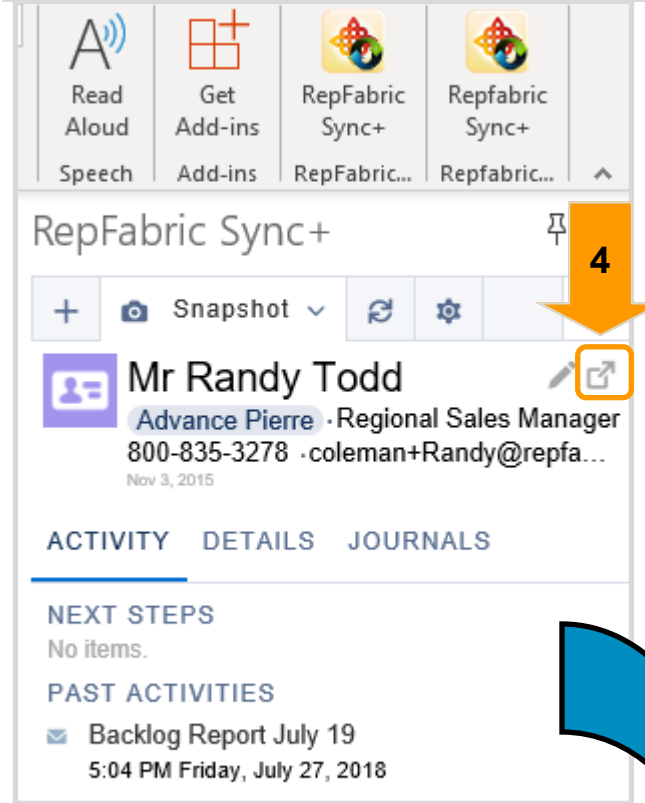 Read Aloud
Get Add-ins
RepFabric Sync+
Repfabric Sync+
Speech
Add-ins
RepFabric...
Repfabric...
RepFabric Sync+
4
Snapshot
Mr Randy Todd
Advance Pierre · Regional Sales Manager
800-835-3278 · coleman+Randy@repfa...
Nov 3, 2015
ACTIVITY DETAILS JOURNALS
NEXT STEPS
No items.
PAST ACTIVITIES
Backlog Report July 19
5:04 PM Friday, July 27, 2018